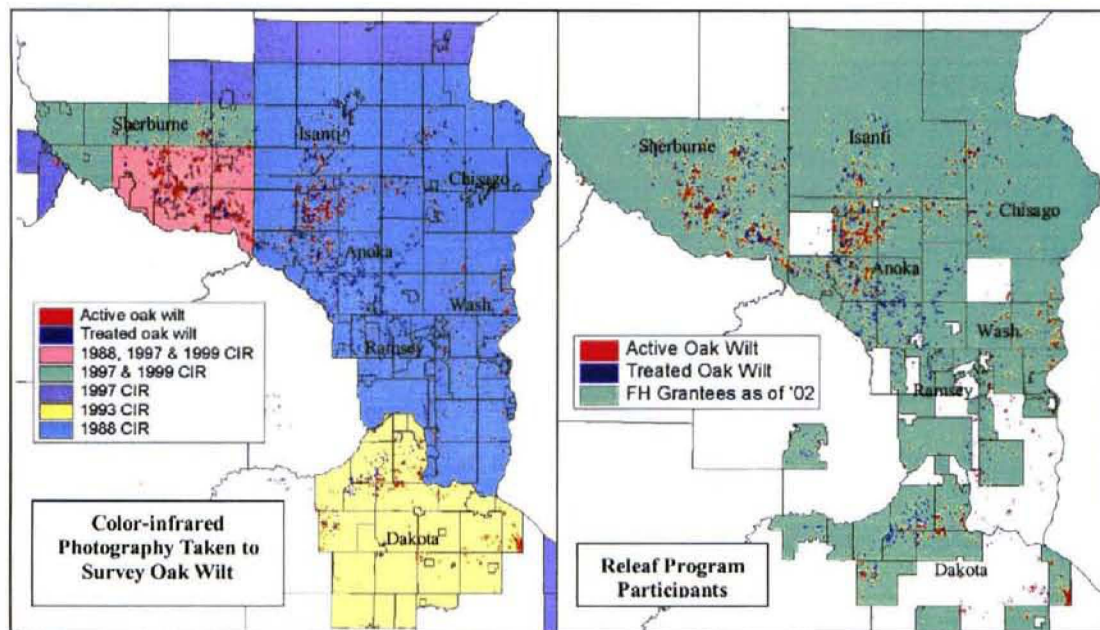 Sherburne
Isanti
Chisago
Anoka
Wash.
Ramsey
Dakota
Active oak wilt
Treated oak wilt
1988, 1997 & 1999 CIR
1997 & 1999 CIR
1997 CIR
1993 CIR
1988 CIR
Color-infrared
Photography Taken to
Survey Oak Wilt
Sherburne
Isanti
Chisago
Anoka
Wash.
Ramsey
Dakota
Active Oak Wilt
Treated Oak Wilt
FH Grantees as of '02
Releaf Program
Participants